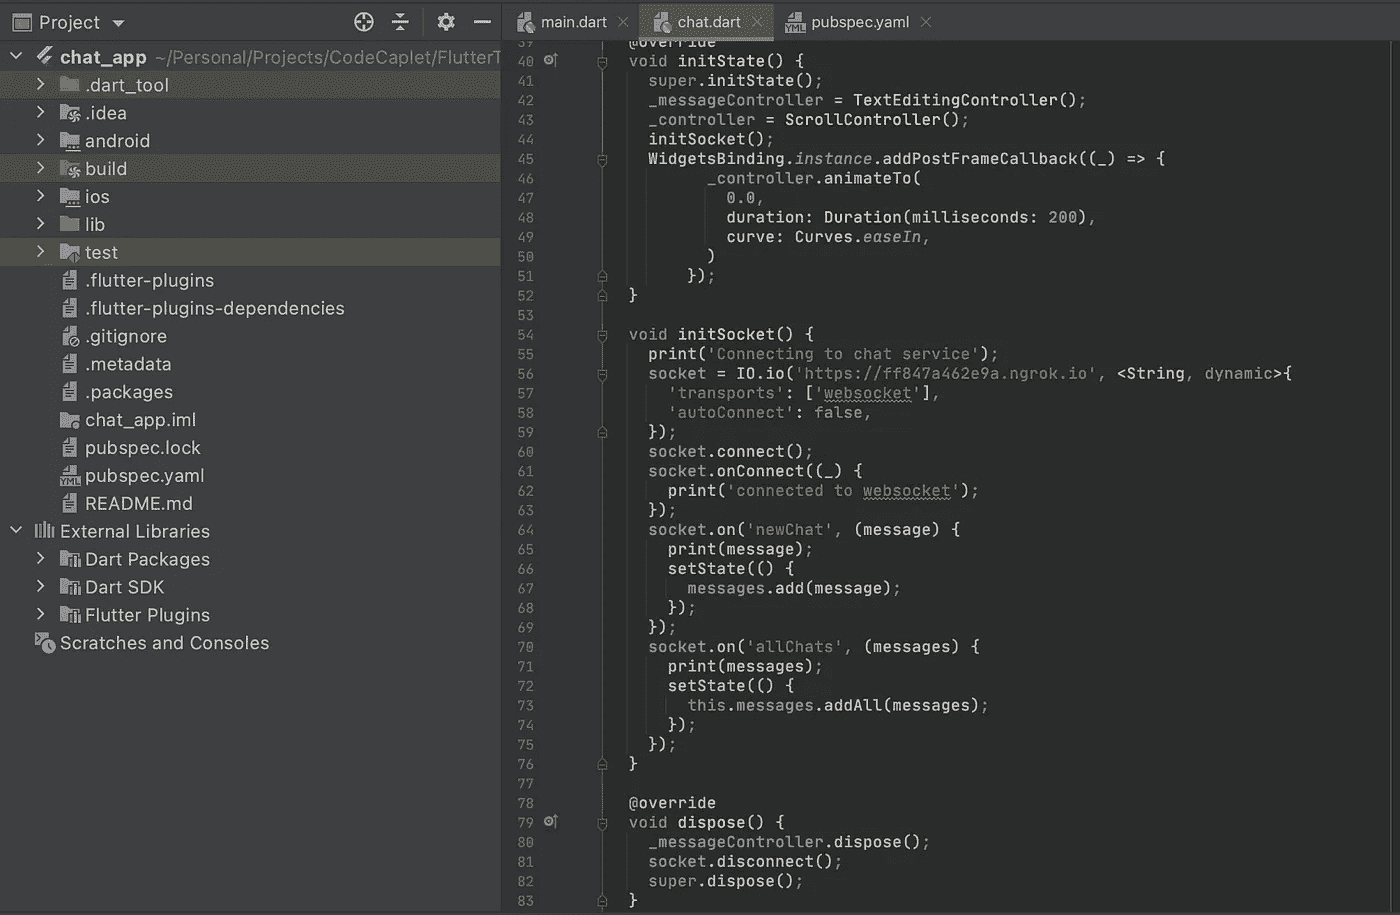 Project
chat_app ~/Personal/Projects/CodeCaplet/FlutterT
.dart_tool
.idea
android
build
ios
lib
test
.flutter-plugins
.flutter-plugins-dependencies
.gitignore
.metadata
.packages
chat_app.iml
pubspec.lock
YML pubspec.yaml
README.md
External Libraries
Dart Packages
Dart SDK
Flutter Plugins
Scratches and Consoles
main.dart chat.dart YML pubspec.yaml
39 @override
40 void initState() {
41 super.initState();
42 _messageController = TextEditingController();
43 _controller = ScrollController();
44 initSocket();
45 WidgetsBinding.instance.addPostFrameCallback((_) => {
46 _controller.animateTo(
47 0.0,
48 duration: Duration(milliseconds: 200),
49 curve: Curves.easeIn,
50 )
51 });
52 }
53
54 void initSocket() {
55 print('Connecting to chat service');
56 socket = IO.io('https://ff847a462e9a.ngrok.io', <String, dynamic>{
57 'transports': ['websocket'],
58 'autoConnect': false,
59 });
60 socket.connect();
61 socket.onConnect((_) {
62 print('connected to websocket');
63 });
64 socket.on('newChat', (message) {
65 print(message);
66 setState(() {
67 messages.add(message);
68 });
69 });
70 socket.on('allChats', (messages) {
71 print(messages);
72 setState(() {
73 this.messages.addAll(messages);
74 });
75 });
76 }
77
78 @override
79 void dispose() {
80 _messageController.dispose();
81 socket.disconnect();
82 super.dispose();
83 }